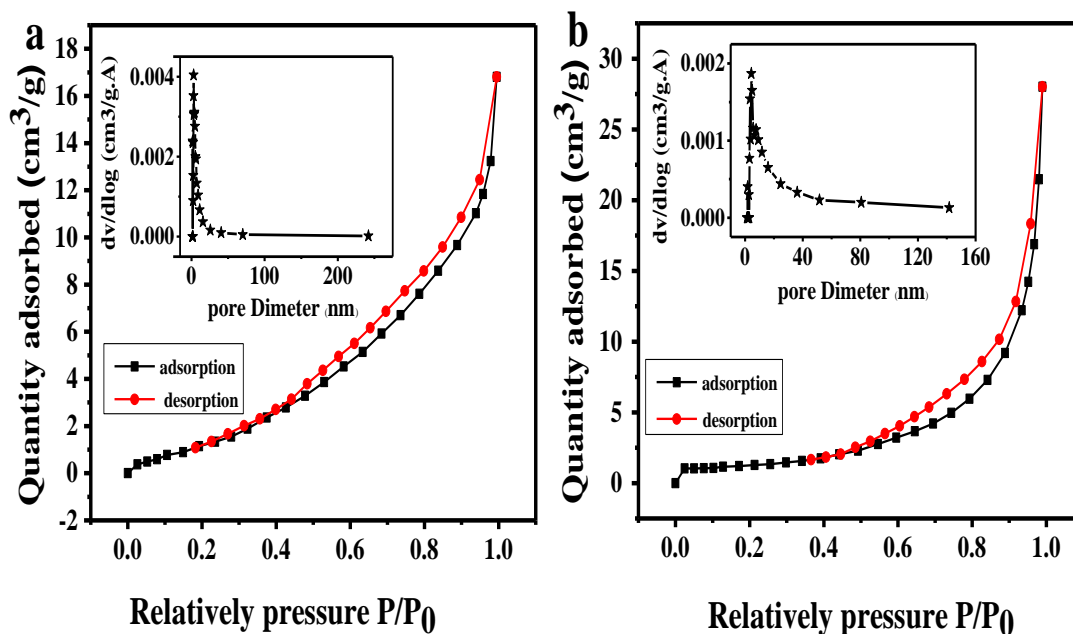 a
Quantity adsorbed (cm³/g)
18
16
14
12
10
8
6
4
2
0
-2
0.0 0.2 0.4 0.6 0.8 1.0
Relatively pressure P/P₀
dv/dlog (cm3/g.A)
0.004
0.002
0.000
0 100 200
pore Dimeter (nm)
adsorption
desorption
b
Quantity adsorbed (cm³/g)
30
25
20
15
10
5
0
0.0 0.2 0.4 0.6 0.8 1.0
Relatively pressure P/P₀
dv/dlog (cm3/g.A)
0.002
0.001
0.000
0 40 80 120 160
pore Dimeter (nm)
adsorption
desorption